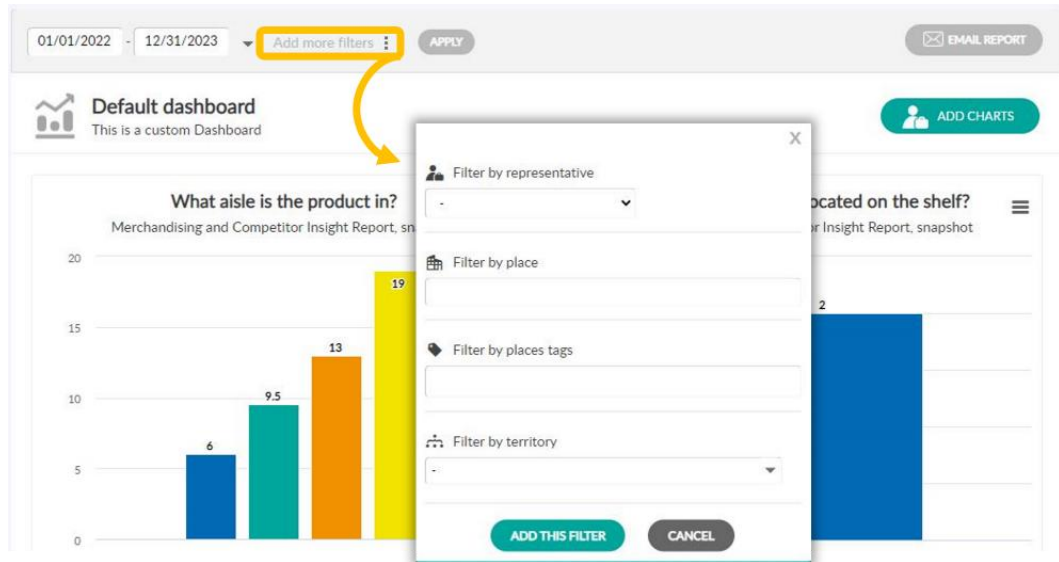 01/01/2022 - 12/31/2023 Add more filters APPLY EMAIL REPORT
Default dashboard
This is a custom Dashboard
ADD CHARTS
What aisle is the product in?
Merchandising and Competitor Insight Report, sn
20
15
10
5
0
6
9.5
13
19
X
Filter by representative
-
Filter by place
Filter by places tags
Filter by territory
-
ADD THIS FILTER CANCEL
ocated on the shelf?
r Insight Report, snapshot
2